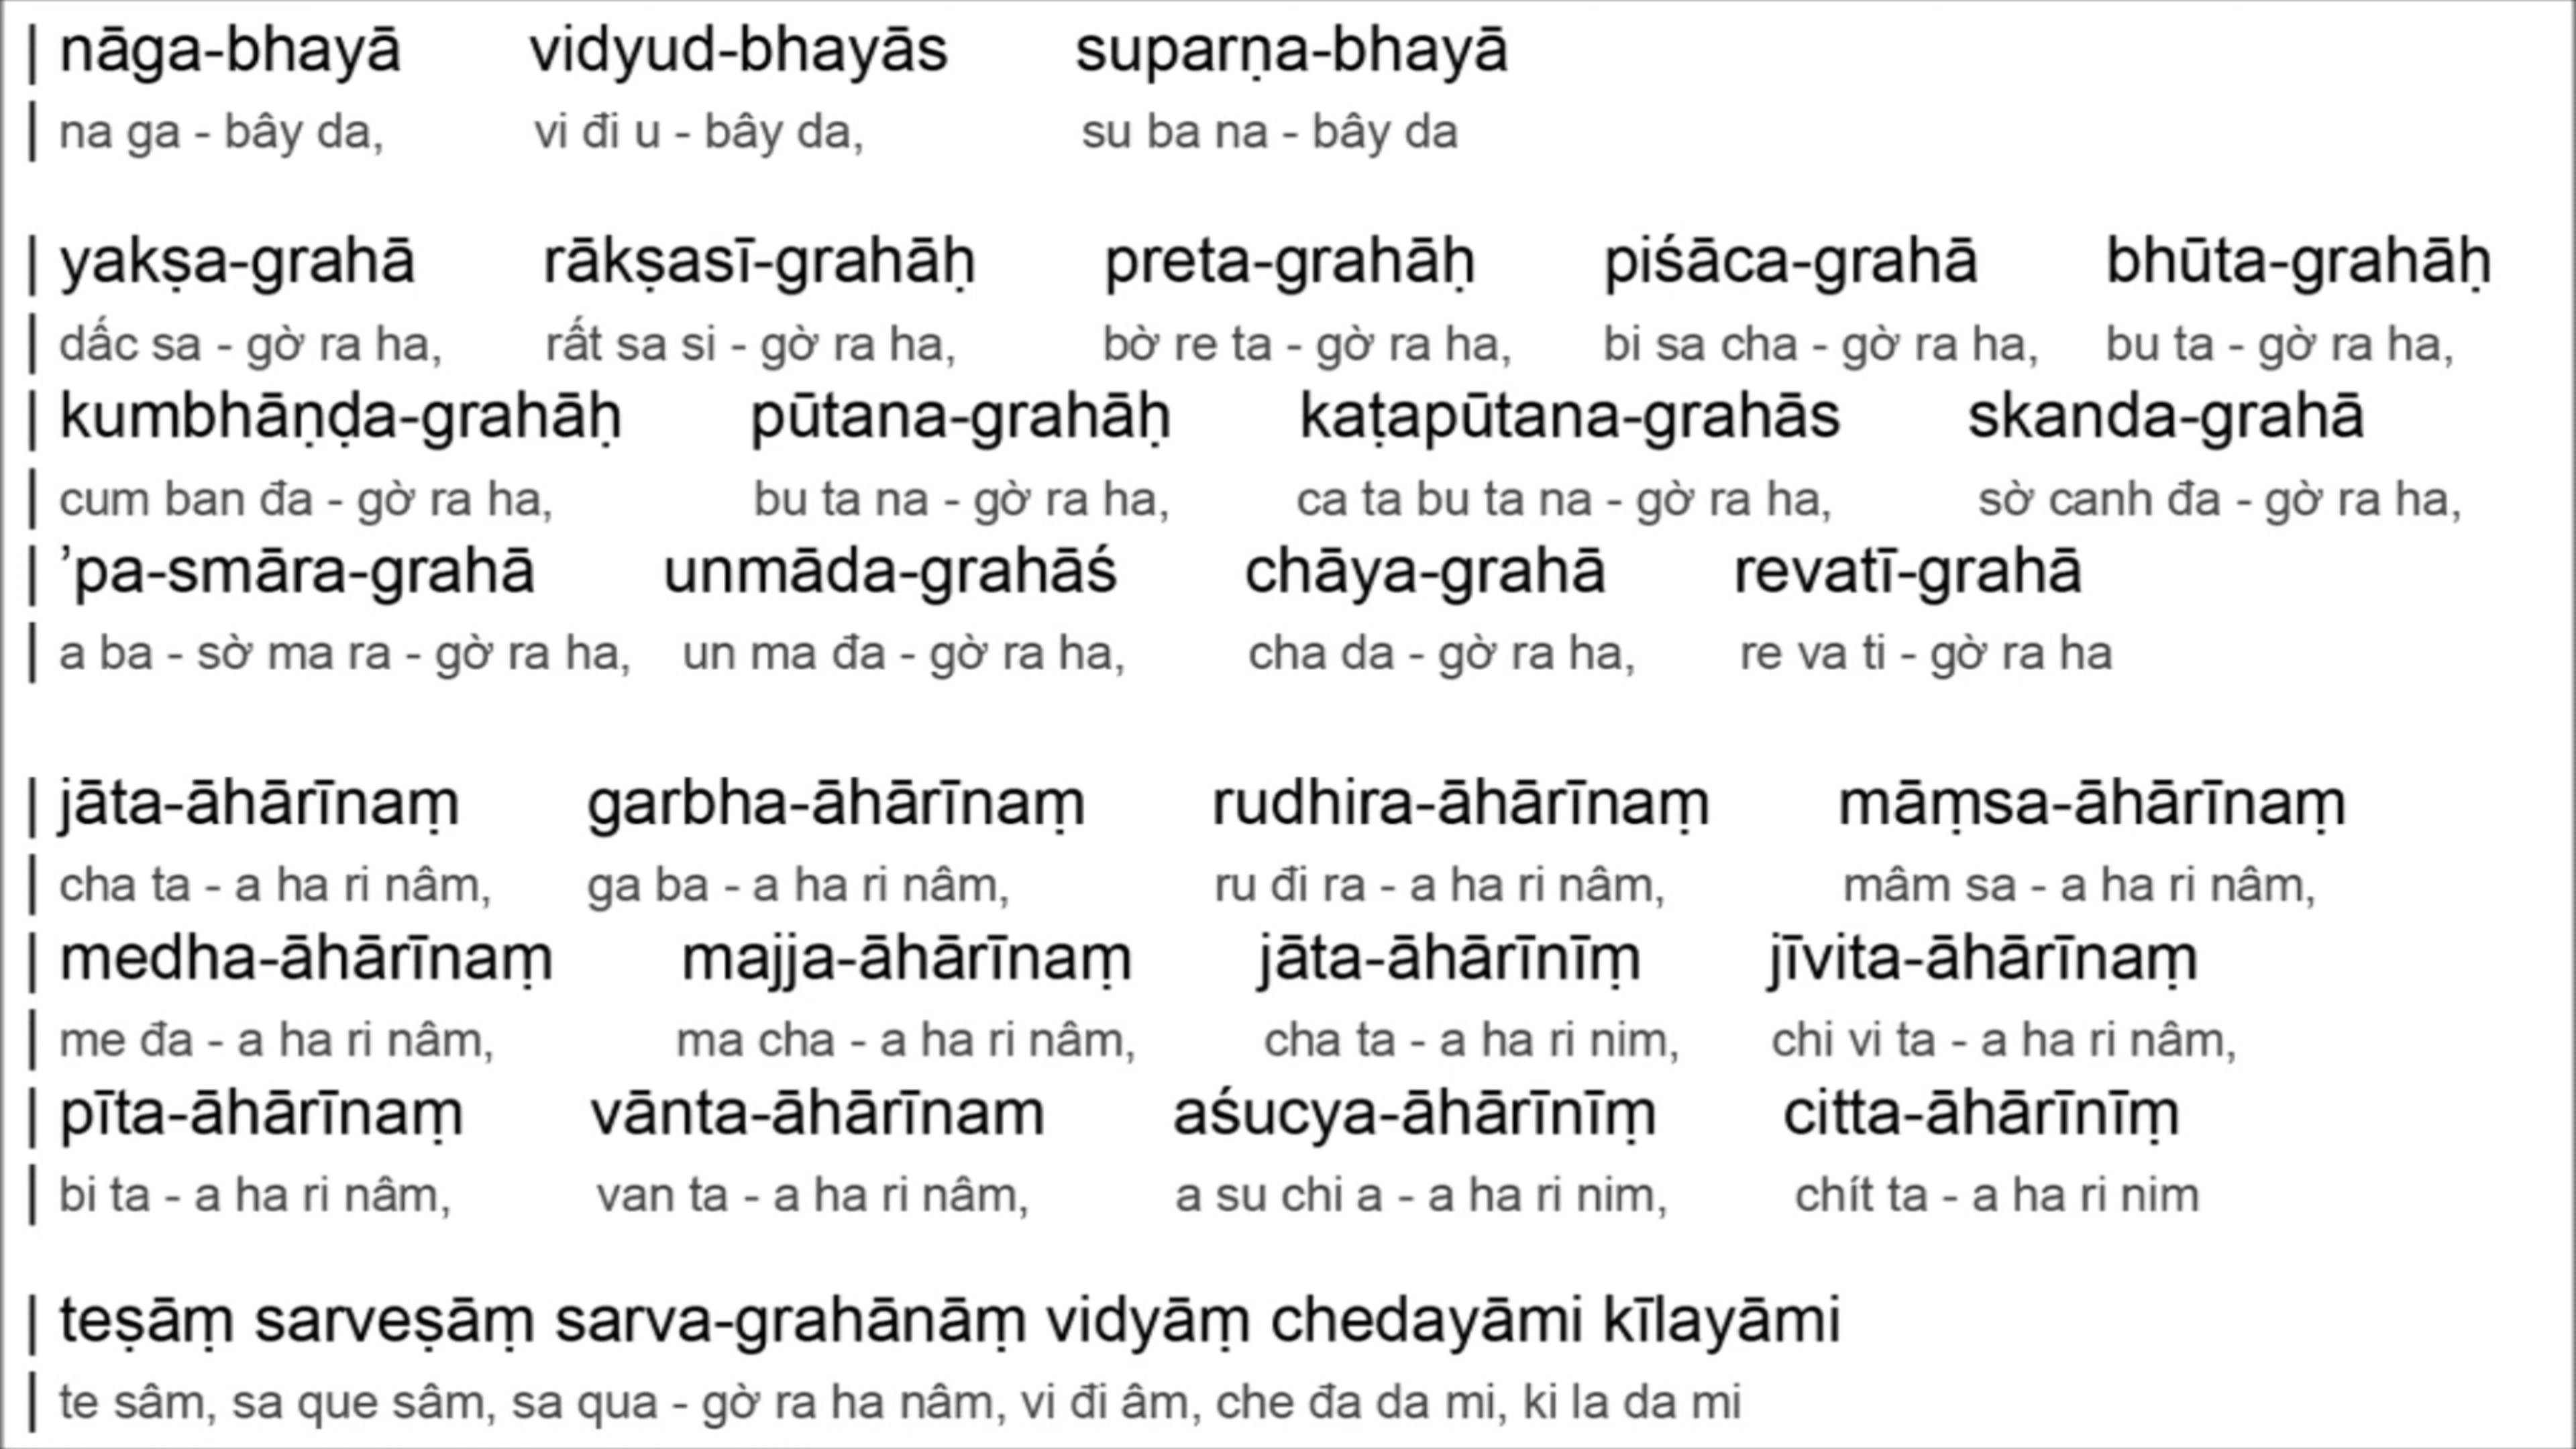 | nāga-bhayā vidyud-bhayās suparṇa-bhayā
| na ga - bây da, vi đi u - bây da, su ba na - bây da
| yakṣa-grahā rākṣasī-grahāḥ preta-grahāḥ piśāca-grahā bhūta-grahāḥ
| dấc sa - gờ ra ha, rất sa si - gờ ra ha, bờ re ta - gờ ra ha, bi sa cha - gờ ra ha, bu ta - gờ ra ha,
| kumbhāṇḍa-grahāḥ pūtana-grahāḥ kaṭapūtana-grahās skanda-grahā
| cum ban đa - gờ ra ha, bu ta na - gờ ra ha, ca ta bu ta na - gờ ra ha, sờ canh đa - gờ ra ha,
| ’pa-smāra-grahā unmāda-grahāś chāya-grahā revatī-grahā
| a ba - sờ ma ra - gờ ra ha, un ma đa - gờ ra ha, cha da - gờ ra ha, re va ti - gờ ra ha
| jāta-āhārīnaṃ garbha-āhārīnaṃ rudhira-āhārīnaṃ māṃsa-āhārīnaṃ
| cha ta - a ha ri nâm, ga ba - a ha ri nâm, ru đi ra - a ha ri nâm, mâm sa - a ha ri nâm,
| medha-āhārīnaṃ majja-āhārīnaṃ jāta-āhārīnīṃ jīvita-āhārīnaṃ
| me đa - a ha ri nâm, ma cha - a ha ri nâm, cha ta - a ha ri nim, chi vi ta - a ha ri nâm,
| pīta-āhārīnaṃ vānta-āhārīnam aśucya-āhārīnīṃ citta-āhārīnīṃ
| bi ta - a ha ri nâm, van ta - a ha ri nâm, a su chi a - a ha ri nim, chít ta - a ha ri nim
| teṣāṃ sarveṣāṃ sarva-grahānāṃ vidyāṃ chedayāmi kīlayāmi
| te sâm, sa que sâm, sa qua - gờ ra ha nâm, vi đi âm, che đa da mi, ki la da mi